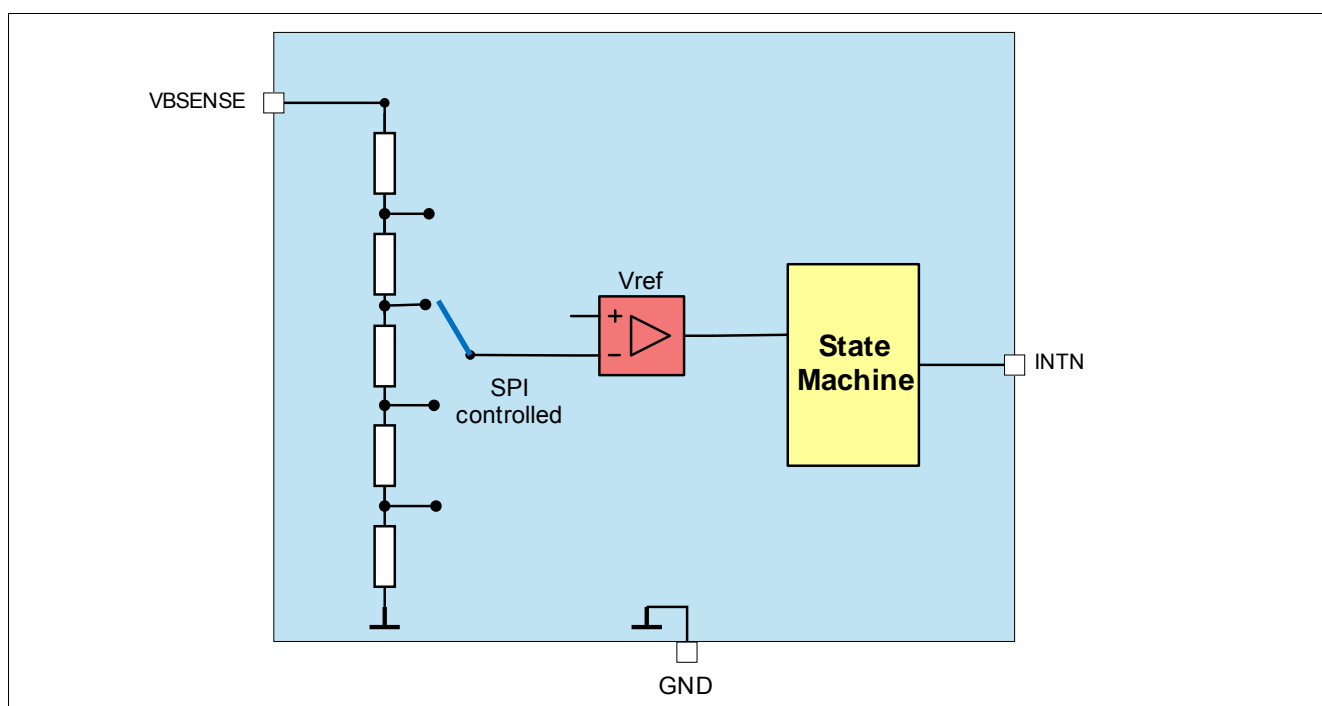 VBSENSE
Vref
+
−
SPI
controlled
State
Machine
INTN
GND